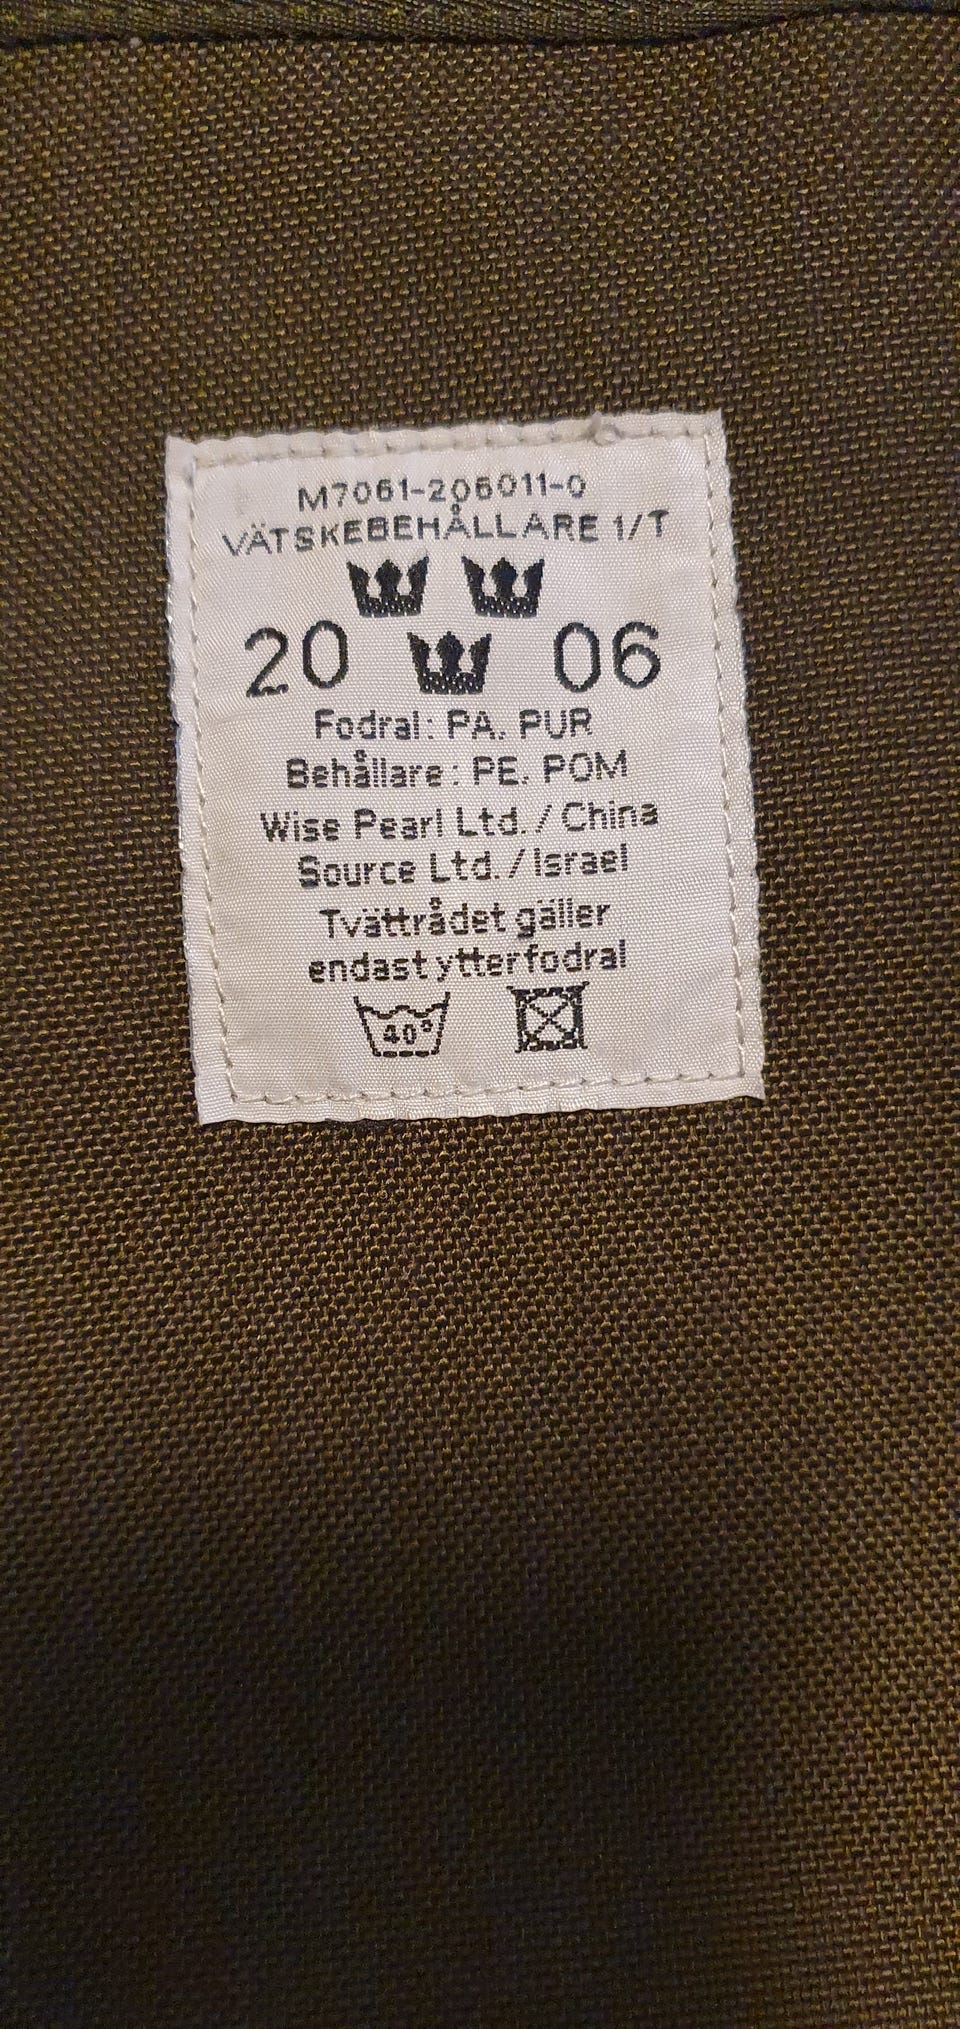 M7061-206011-0
VÄTSKEBEHÅLLARE 1/T
20 06
Fodral: PA, PUR
Behållare: PE, POM
Wise Pearl Ltd. / China
Source Ltd. / Israel
Tvättrådet gäller
endast ytterfodral
40°